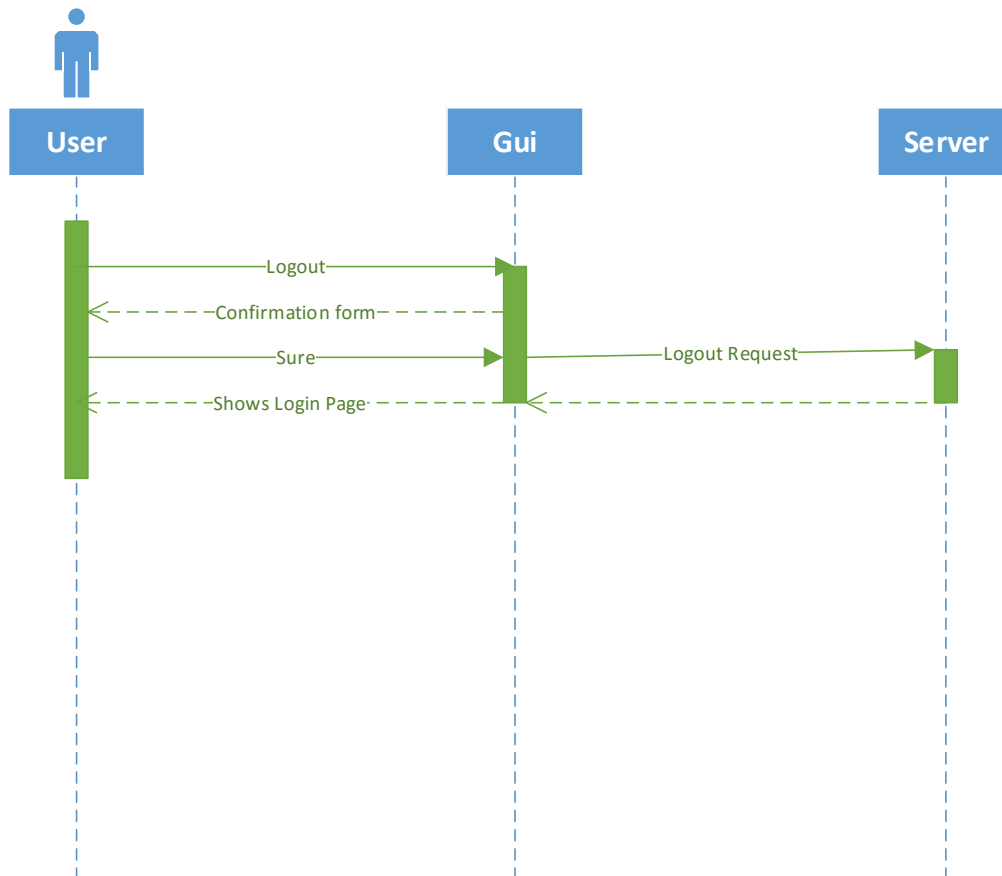 User
Gui
Server
Logout
Confirmation form
Sure
Logout Request
Shows Login Page